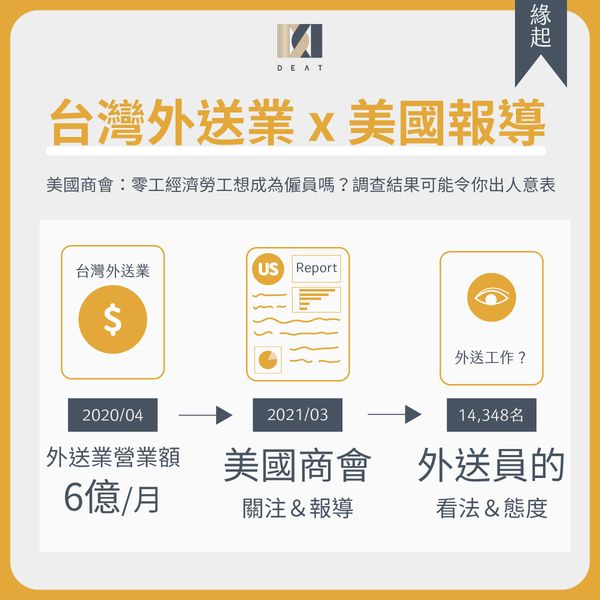 緣起
DEAT
台灣外送業 x 美國報導
美國商會：零工經濟勞工想成為僱員嗎？調查結果可能令你出人意表
台灣外送業
$
US
Report
外送工作？
2020/04
2021/03
14,348名
外送業營業額
6億/月
美國商會
關注＆報導
外送員的
看法＆態度